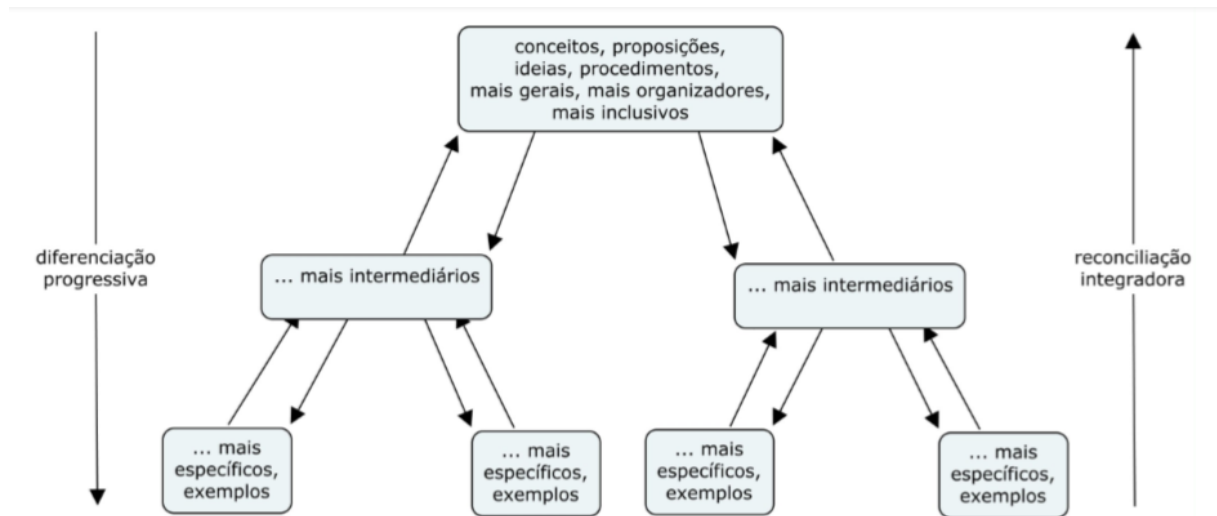 conceitos, proposições,
ideias, procedimentos,
mais gerais, mais organizadores,
mais inclusivos
diferenciação
progressiva
... mais intermediários
... mais intermediários
reconciliação
integradora
... mais
específicos,
exemplos
... mais
específicos,
exemplos
... mais
específicos,
exemplos
... mais
específicos,
exemplos